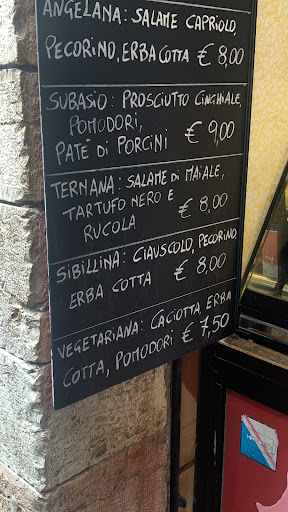 ANGELANA: SALAME CAPRIOLO,
PECORINO, ERBA COTTA € 8,00
SUBASIO: PROSCIUTTO CINGHIALE,
POMODORI,
PATÉ DI PORCINI € 9,00
TERNANA: SALAME DI MAIALE,
TARTUFO NERO E € 8,00
RUCOLA
SIBILLINA: CIAUSCOLO, PECORINO,
ERBA COTTA € 8,00
VEGETARIANA: CACIOTTA, ERBA
COTTA, POMODORI € 7,50